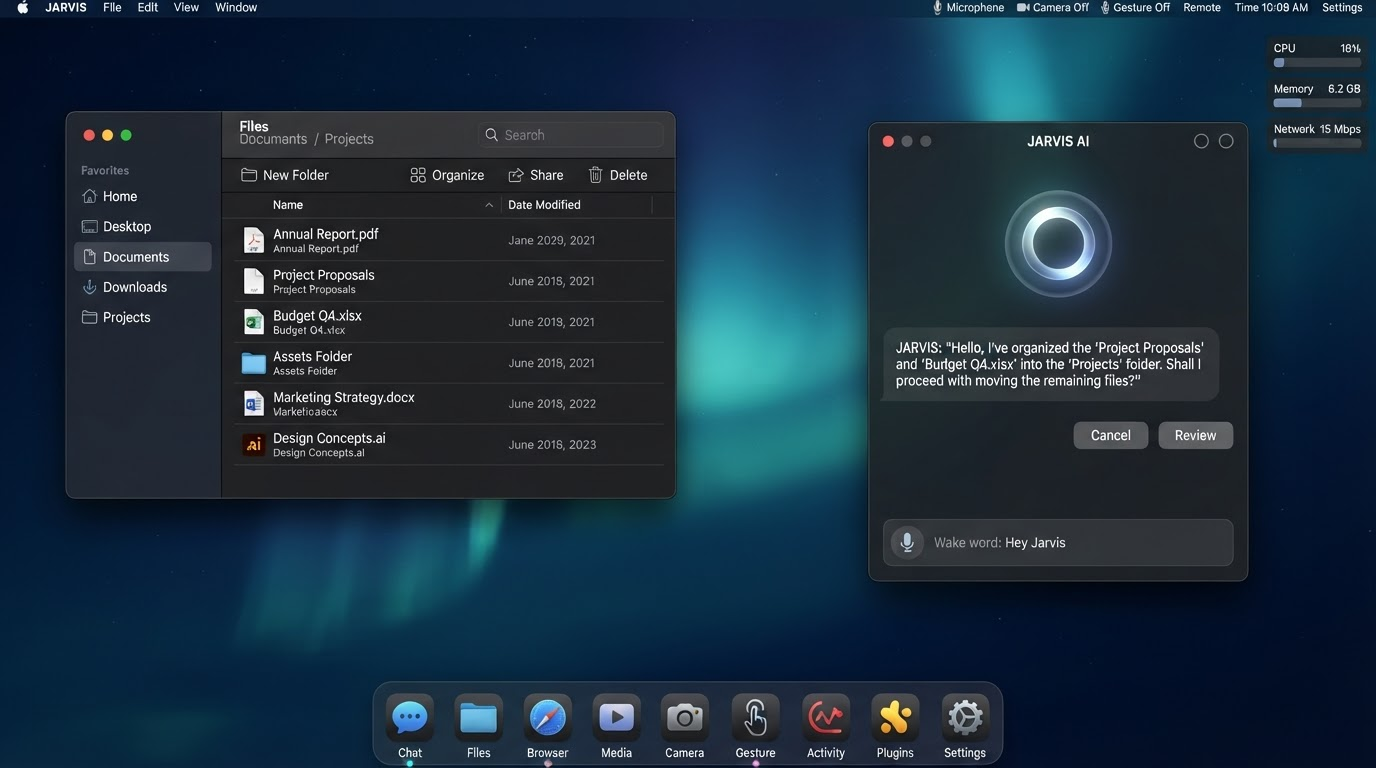 JARVIS File Edit View Window
Microphone Camera Off Gesture Off Remote Time 10:09 AM Settings
CPU 18%
Memory 6.2 GB
Network 15 Mbps
Files
Documants / Projects
Search
Favorites
Home
Desktop
Documents
Downloads
Projects
New Folder Organize Share Delete
Name Date Modified
Annual Report.pdf Jane 2029, 2021
Annual Report.pdf
Project Proposals June 2018, 2021
Project Proposals
Budget Q4.xlsx June 2018, 2021
Budget Q4.xlcx
Assets Folder June 2018, 2021
Assets Folder
Marketing Strategy.docx June 2018, 2022
Design Concepts.ai June 2018, 2023
Design Concepts.al
JARVIS AI
JARVIS: "Hello, I've organized the 'Project Proposals'
and 'Burlget Q4.xisx' into the 'Projects' folder. Shall I
proceed with moving the remaining files?"
Cancel Review
Wake word: Hey Jarvis
Chat Files Browser Media Camera Gesture Activity Plugins Settings